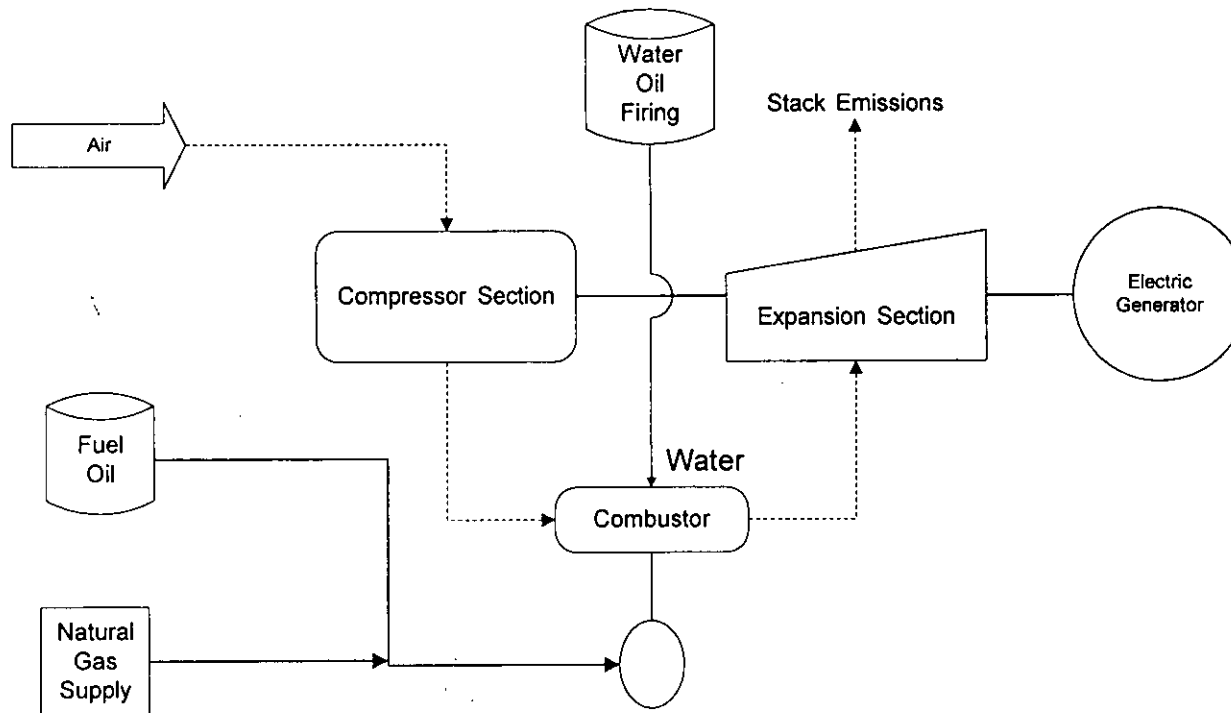 Water
Oil
Firing
Stack Emissions
Air
Compressor Section
Expansion Section
Electric
Generator
Fuel
Oil
Water
Combustor
Natural
Gas
Supply